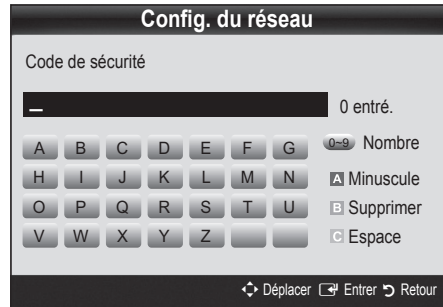 Config. du réseau
Code de sécurité
0 entré.
A B C D E F G 0~9 Nombre
H I J K L M N A Minuscule
O P Q R S T U B Supprimer
V W X Y Z C Espace
Déplacer Entrer Retour